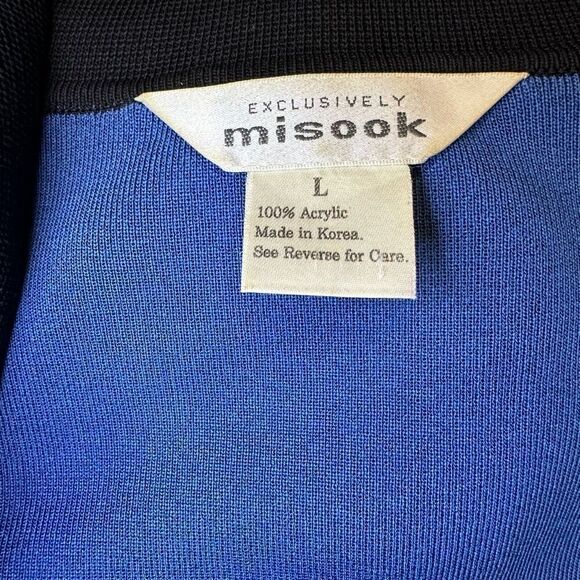 EXCLUSIVELY
misook
L
100% Acrylic
Made in Korea.
See Reverse for Care.